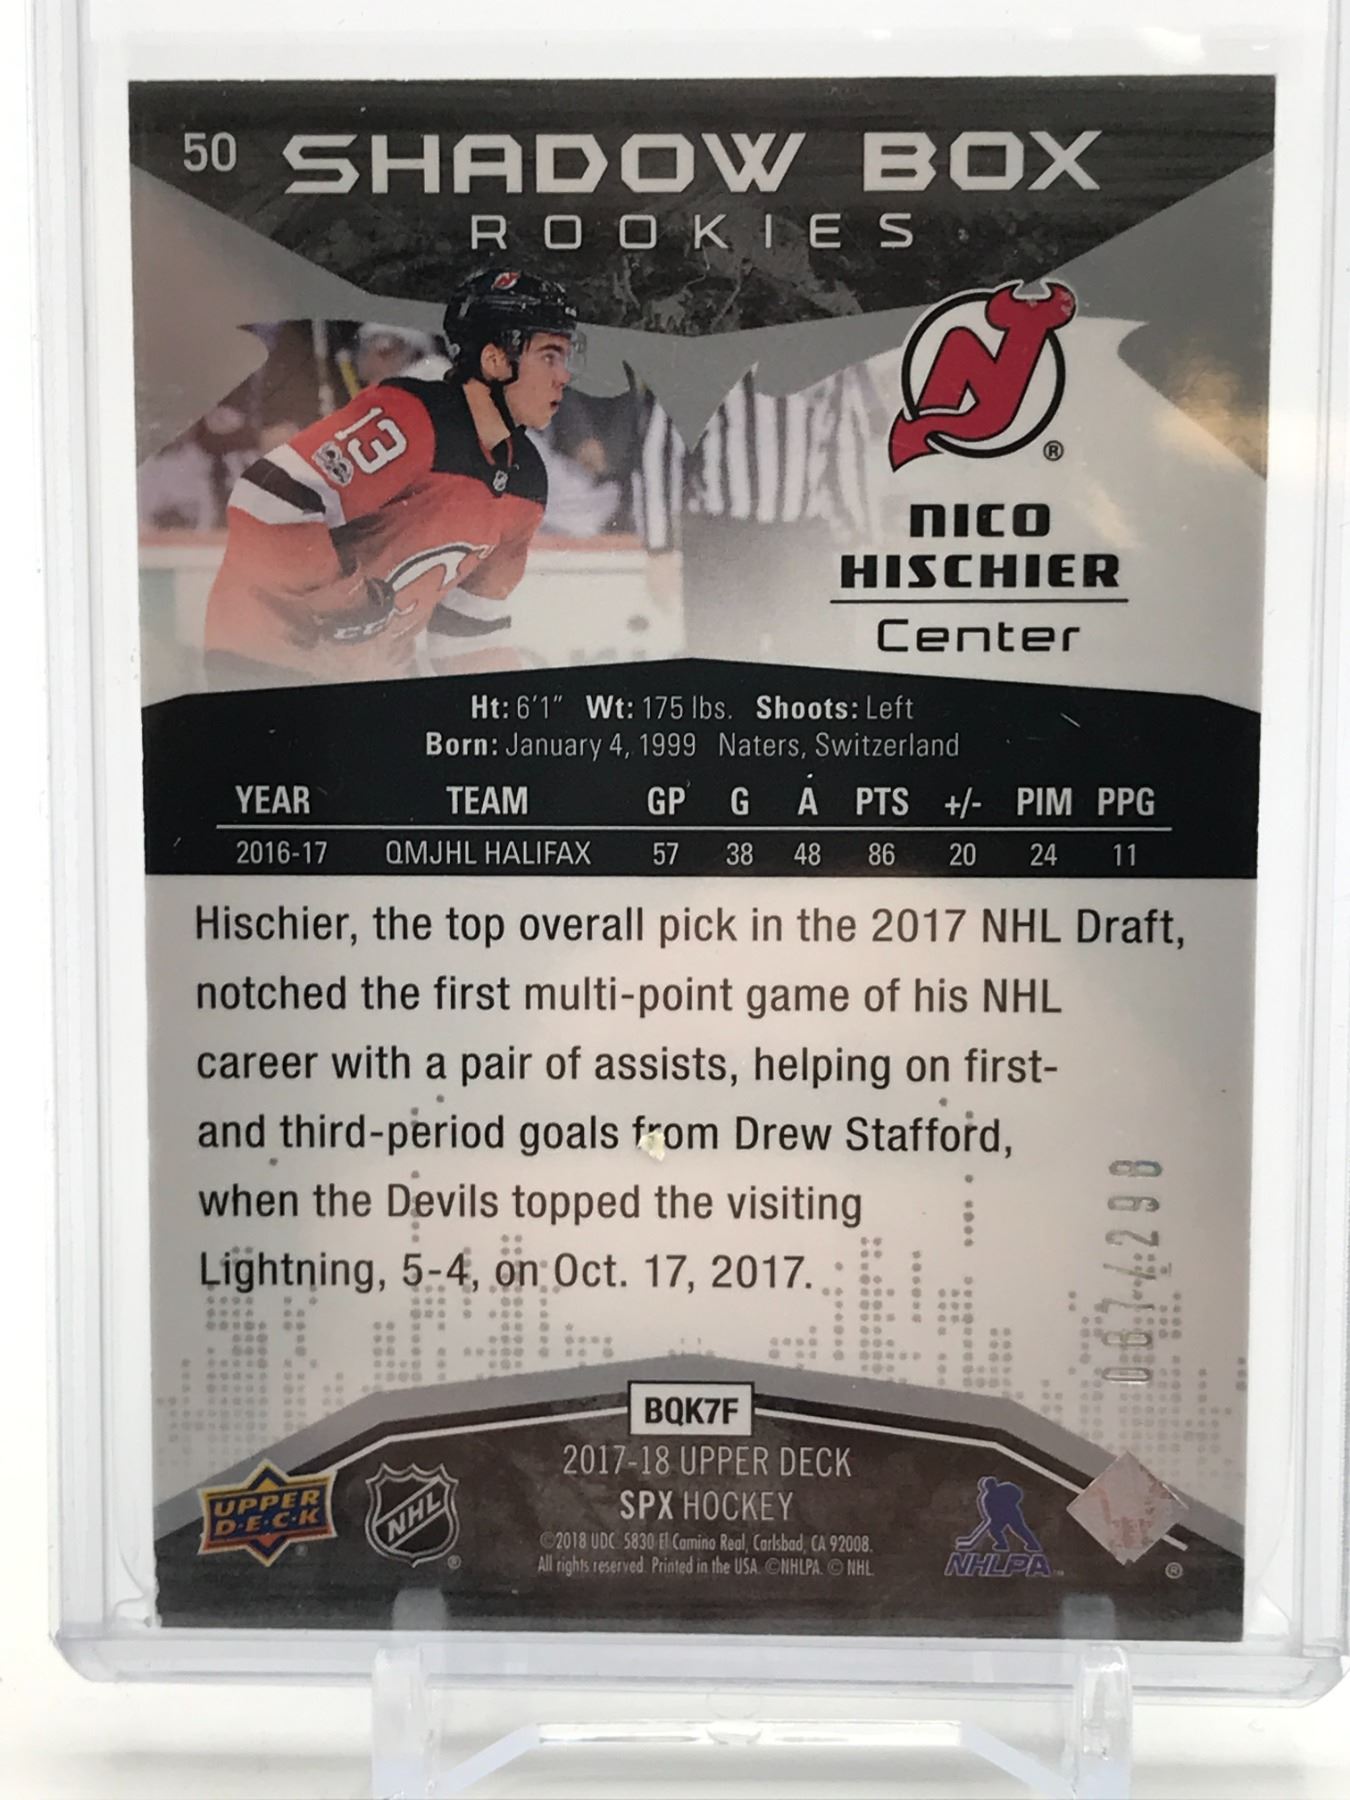 50 SHADOW BOX
ROOKIES
13
NICO
HISCHIER
Center
Ht: 6'1" Wt: 175 lbs. Shoots: Left
Born: January 4, 1999 Naters, Switzerland
YEAR TEAM GP G A PTS +/- PIM PPG
2016-17 QMJHL HALIFAX 57 38 48 86 20 24 11
Hischier, the top overall pick in the 2017 NHL Draft,
notched the first multi-point game of his NHL
career with a pair of assists, helping on first-
and third-period goals from Drew Stafford,
when the Devils topped the visiting
Lightning, 5-4, on Oct. 17, 2017.
087/298
BQK7F
2017-18 UPPER DECK
SPX HOCKEY
©2018 UDC. 5830 El Camino Real, Carlsbad, CA 92008.
All rights reserved. Printed in the USA. ©NHLPA. © NHL.
UPPER
D·E·C·K
NHL
NHLPA